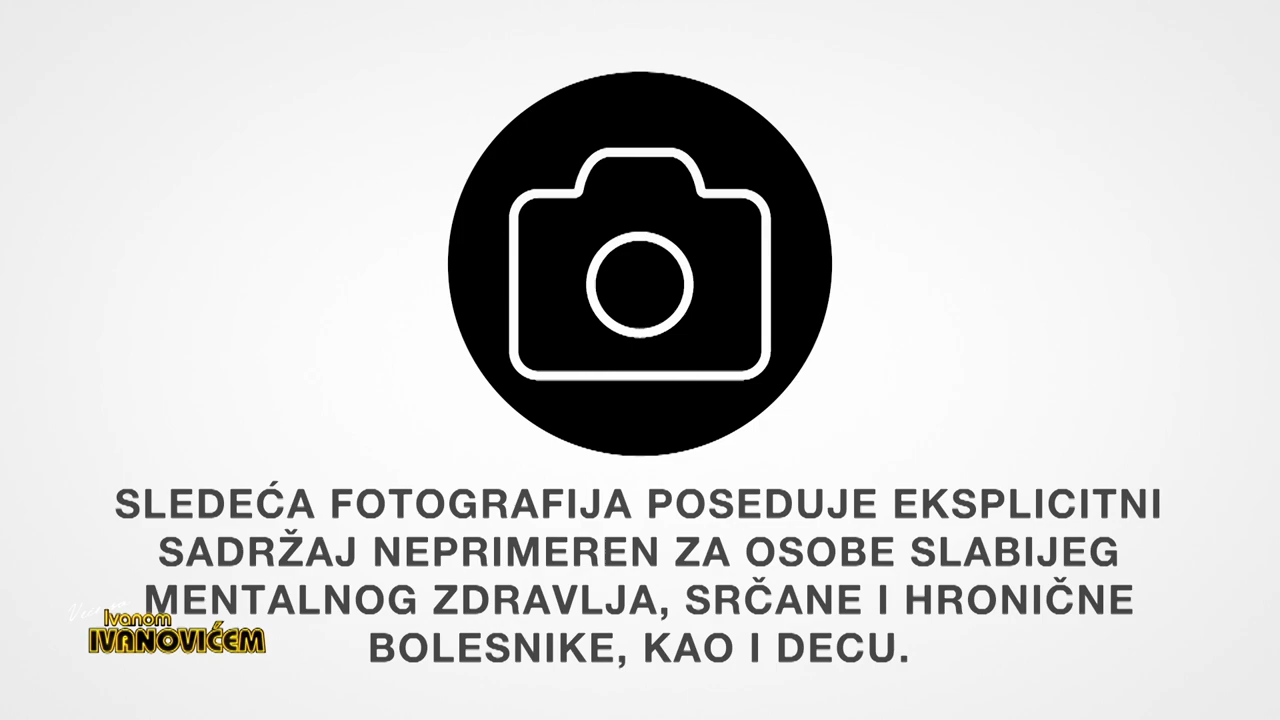 SLEDEĆA FOTOGRAFIJA POSEDUJE EKSPLICITNI
SADRŽAJ NEPRIMEREN ZA OSOBE SLABIJEG
MENTALNOG ZDRAVLJA, SRČANE I HRONIČNE
BOLESNIKE, KAO I DECU.
Ivanom
IVANOVIĆEM